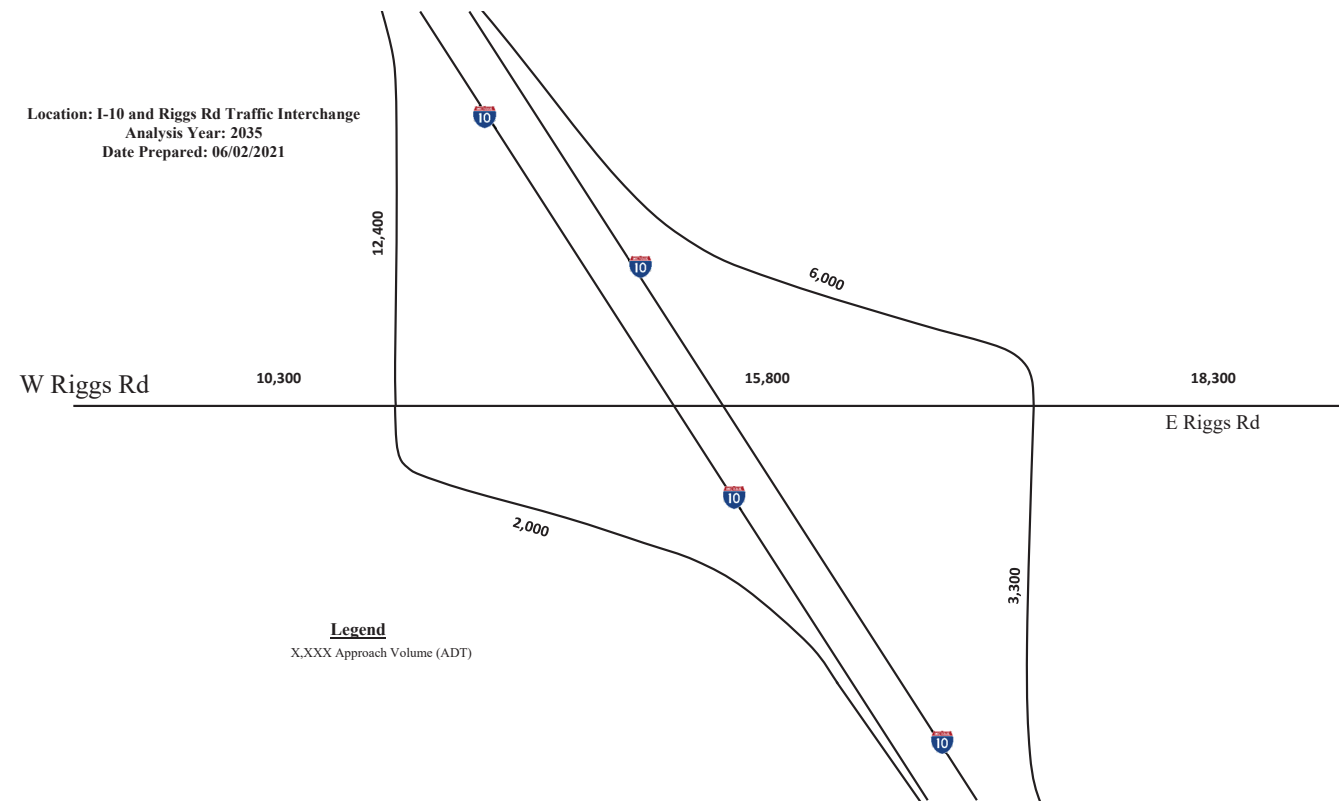 Location: I-10 and Riggs Rd Traffic Interchange
Analysis Year: 2035
Date Prepared: 06/02/2021
10
12,400
10
6,000
W Riggs Rd
10,300
15,800
18,300
E Riggs Rd
10
2,000
3,300
Legend
X,XXX Approach Volume (ADT)
10